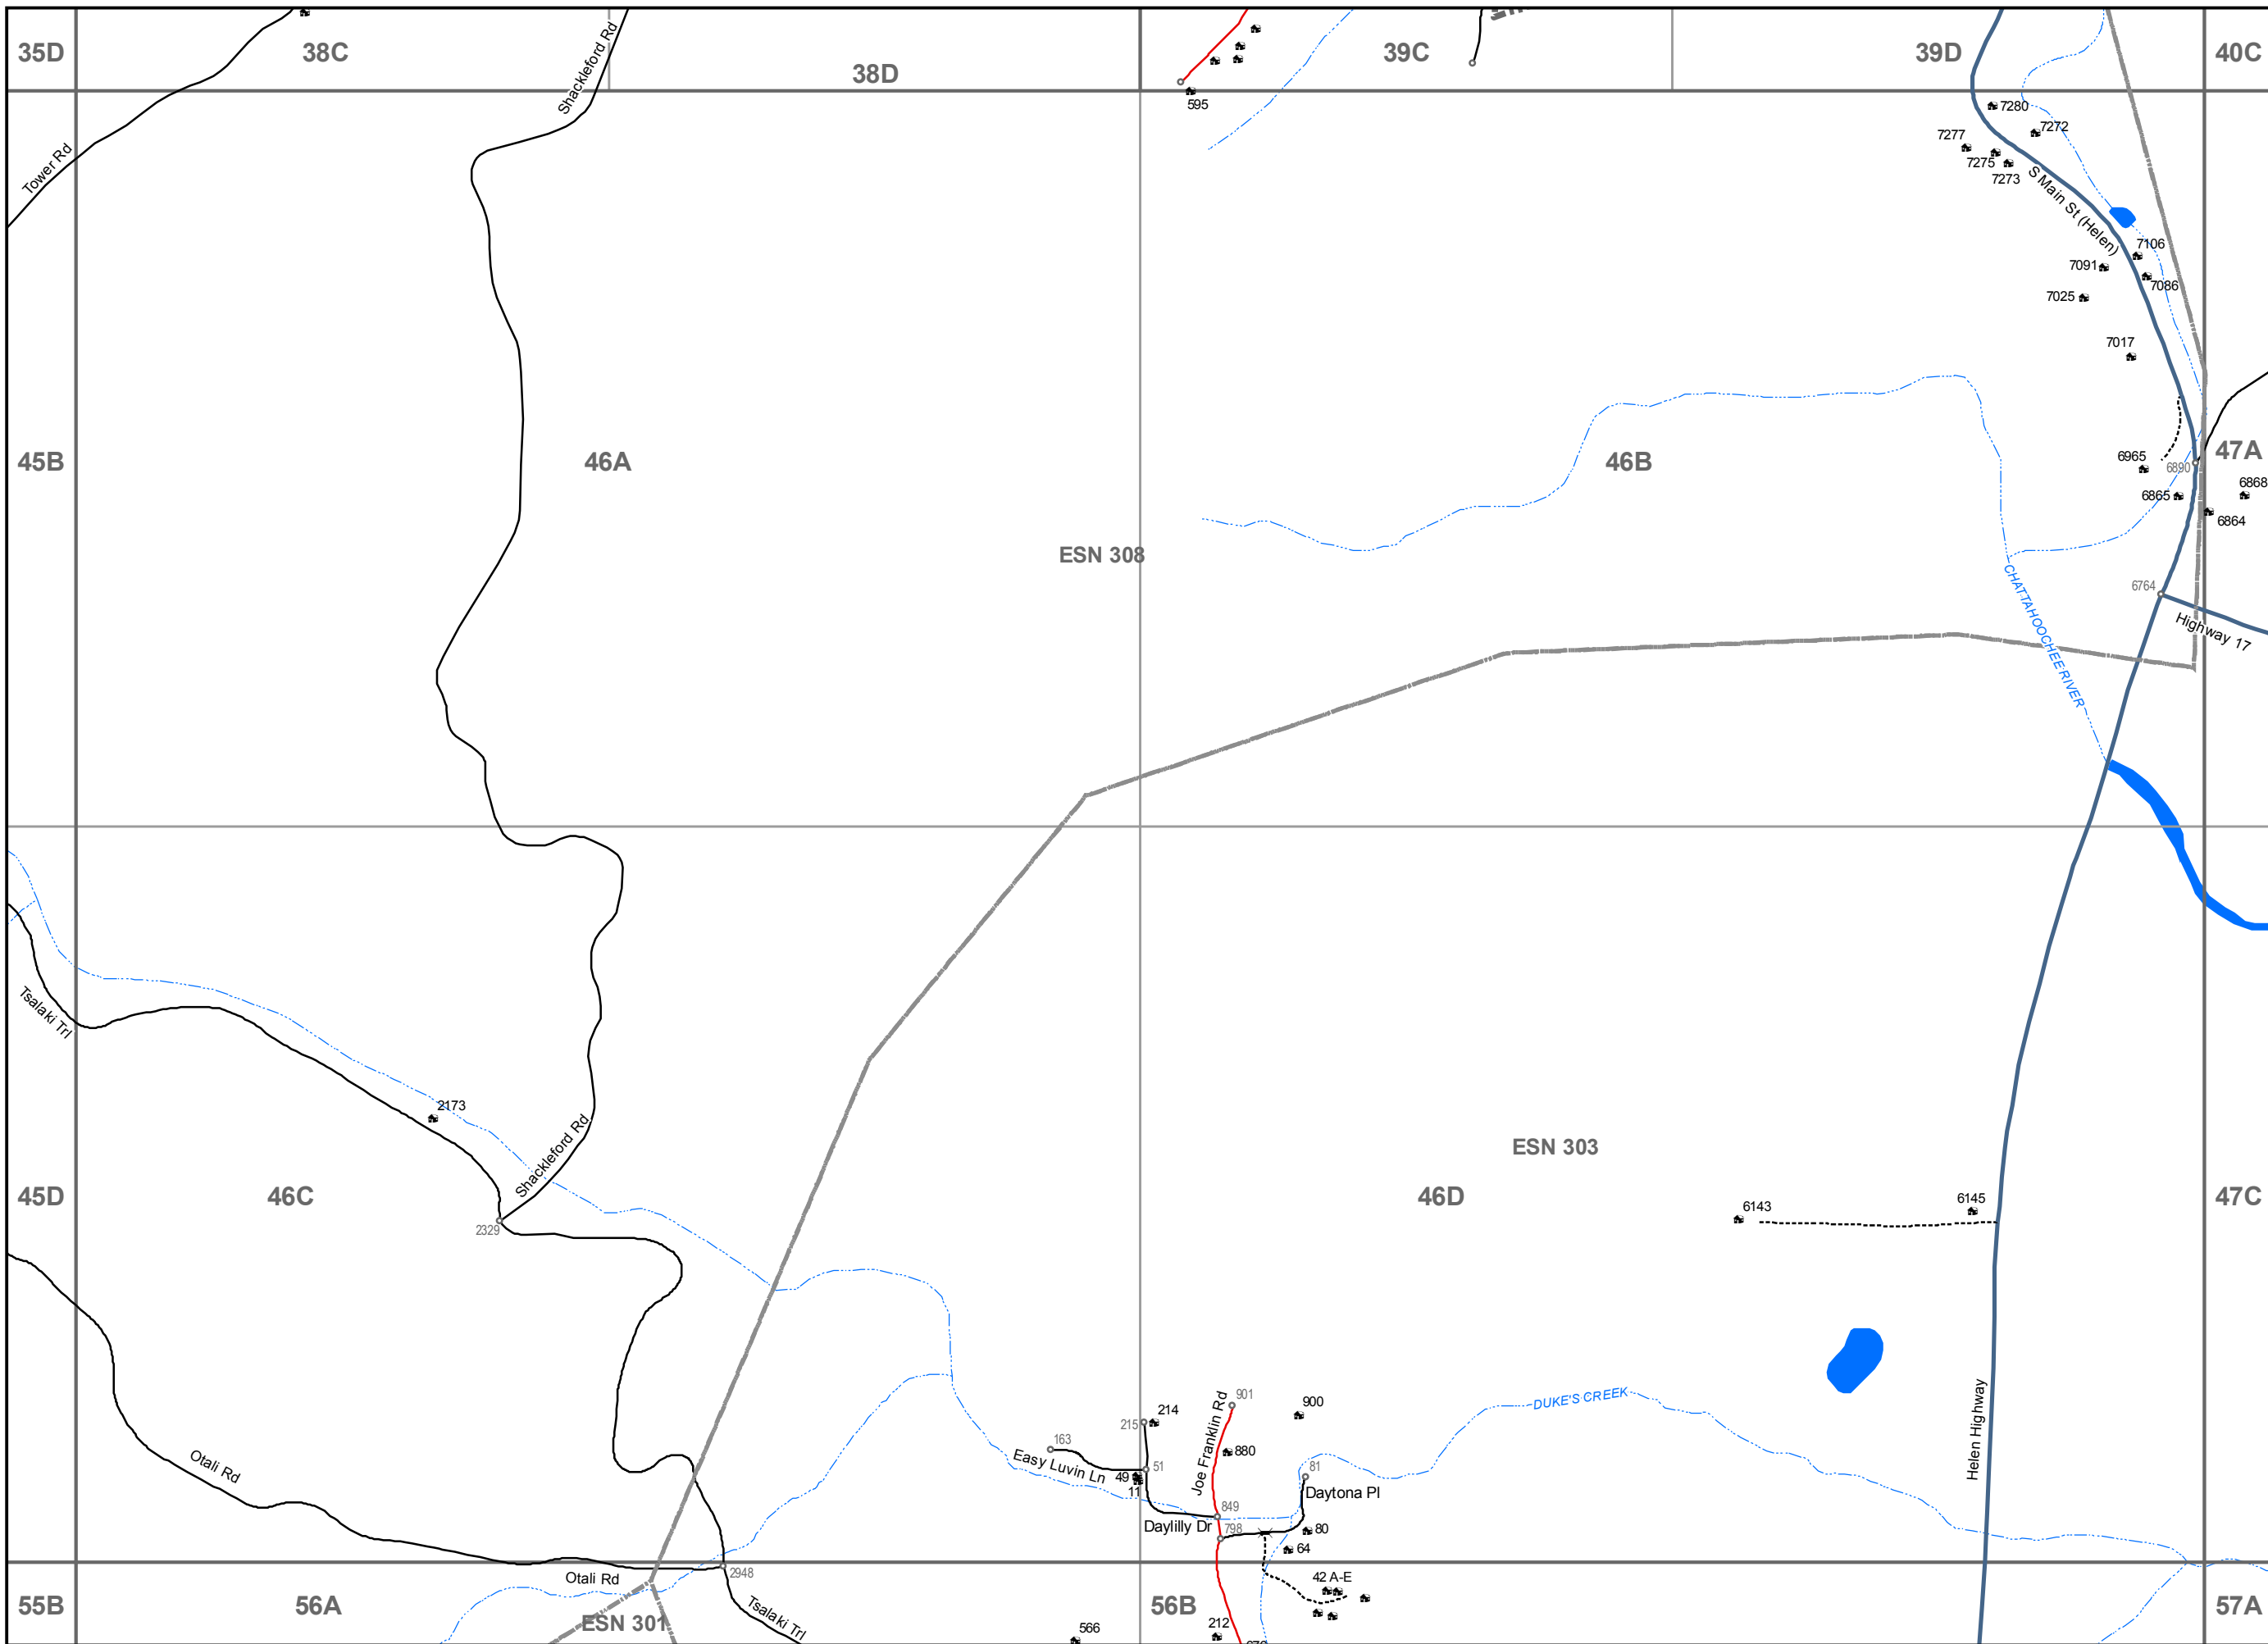 35D
38C
Shackleford Rd
38D
39C
39D
40C
595
7280
7272
7277
7275
7273
Tower Rd
S Main St (Helen)
7106
7091
7086
7025
7017
45B
46A
46B
47A
6965
6890
6865
6868
6864
ESN 308
6764
CHATTAHOOCHEE RIVER
Highway 17
Tsalaki Trl
2173
Shackleford Rd
ESN 303
45D
46C
46D
47C
6143
6145
2329
DUKE'S CREEK
901
900
214
215
Joe Franklin Rd
Helen Highway
163
880
Easy Luvin Ln
51
49
11
81
Daytona Pl
Otali Rd
849
Daylilly Dr
798
80
64
2948
Otali Rd
42 A-E
55B
56A
56B
57A
ESN 301
Tsalaki Trl
566
212